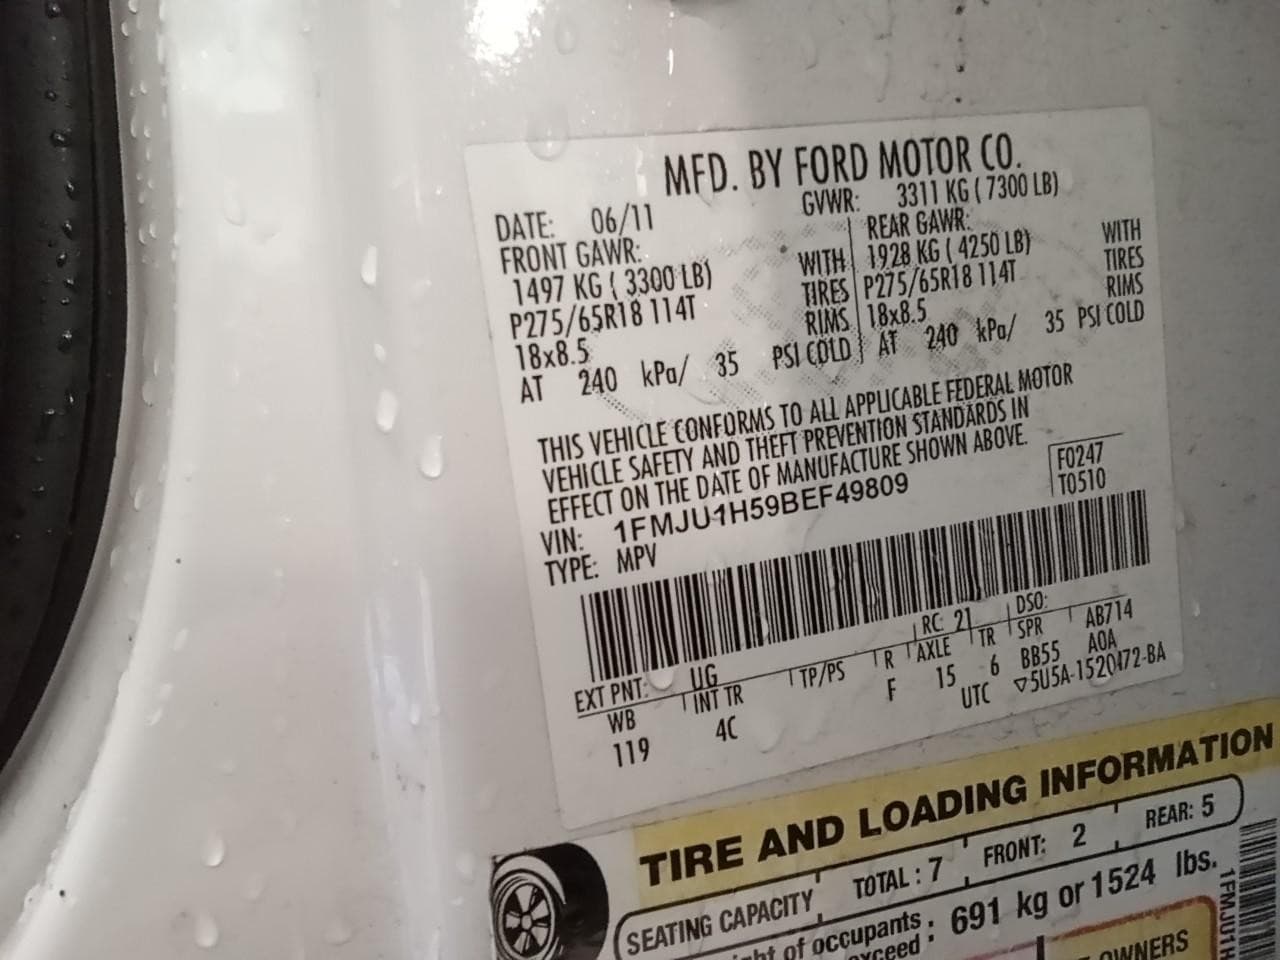 MFD. BY FORD MOTOR CO.
DATE: 06/11 GVWR: 3311 KG ( 7300 LB)
FRONT GAWR: REAR GAWR:
1497 KG ( 3300 LB) WITH 1928 KG ( 4250 LB) WITH
P275/65R18 114T TIRES P275/65R18 114T TIRES
18x8.5 RIMS 18x8.5 RIMS
AT 240 kPa/ 35 PSI COLD AT 240 kPa/ 35 PSI COLD
THIS VEHICLE CONFORMS TO ALL APPLICABLE FEDERAL MOTOR
VEHICLE SAFETY AND THEFT PREVENTION STANDARDS IN
EFFECT ON THE DATE OF MANUFACTURE SHOWN ABOVE.
F0247
VIN: 1FMJU1H59BEF49809 T0510
TYPE: MPV
EXT PNT: UG RC: 21 DSO:
WB INT TR TP/PS R AXLE TR SPR AB714
119 4C F 15 6 BB55 A0A
UTC ▽5U5A-1520472-BA
TIRE AND LOADING INFORMATION
SEATING CAPACITY TOTAL : 7 FRONT: 2 REAR: 5
of occupants : 691 kg or 1524 lbs.
OWNERS